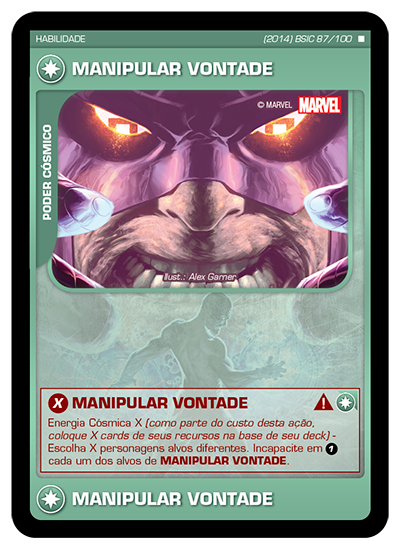 HABILIDADE
(2014) BSIC 87/100
MANIPULAR VONTADE
© MARVEL MARVEL
PODER CÓSMICO
Illust.: Alex Garner
X MANIPULAR VONTADE
Energia Cósmica X (como parte do custo desta ação,
coloque X cards de seus recursos na base de seu deck) -
Escolha X personagens alvos diferentes. Incapacite em 1
cada um dos alvos de MANIPULAR VONTADE.
MANIPULAR VONTADE